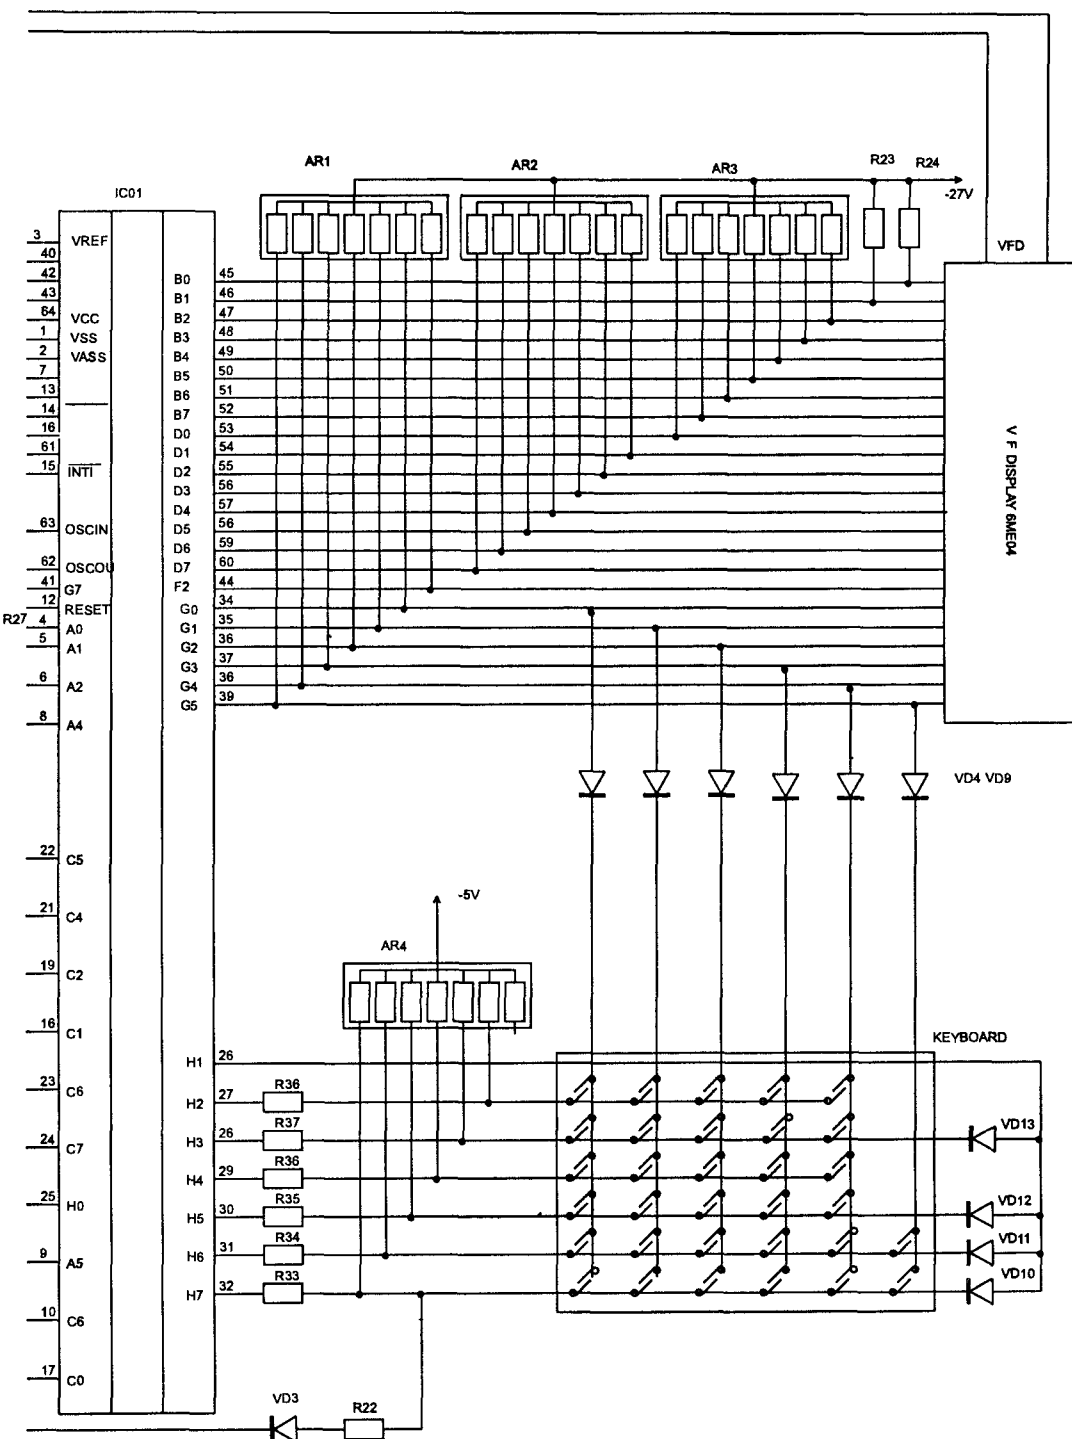 AR1
AR2
AR3
R23
R24
-27V
VFD
IC01
3 VREF
40
42
43
64 VCC
1 VSS
2 VASS
7
13
14
16
61
15 INTI
63 OSCIN
62 OSCOU
41 G7
12 RESET
R27 4 A0
5 A1
6 A2
8 A4
22 C5
21 C4
19 C2
16 C1
23 C6
24 C7
25 H0
9 A5
10 C6
17 C0
B0 45
B1 46
B2 47
B3 48
B4 49
B5 50
B6 51
B7 52
D0 53
D1 54
D2 55
D3 56
D4 57
D5 56
D6 59
D7 60
F2 44
G0 34
G1 35
G2 36
G3 37
G4 36
G5 39
V F DISPLAY 6ME04
VD4 VD9
-5V
AR4
KEYBOARD
H1 26
H2 27 R36
H3 26 R37
H4 29 R36
H5 30 R35
H6 31 R34
H7 32 R33
VD13
VD12
VD11
VD10
VD3
R22